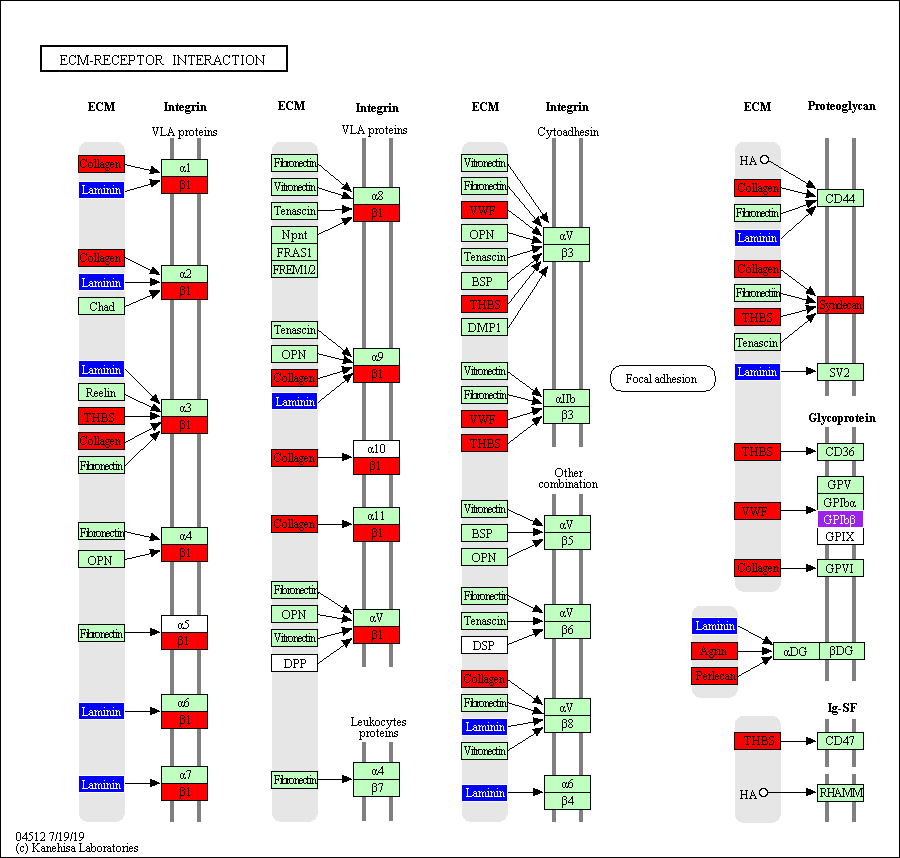 ECM-RECEPTOR INTERACTION
ECM
Integrin
VLA proteins
Collagen
Laminin
α1
β1
Collagen
Laminin
Chad
α2
β1
Laminin
Reelin
THBS
Collagen
Fibronectin
α3
β1
Fibronectin
OPN
α4
β1
Fibronectin
α5
β1
Laminin
α6
β1
Laminin
α7
β1
ECM
Integrin
VLA proteins
Fibronectin
Vitronectin
Tenascin
Npnt
FRAS1
FREM1/2
α8
β1
Tenascin
OPN
Collagen
Laminin
α9
β1
Collagen
α10
β1
Collagen
α11
β1
Fibronectin
OPN
Vitronectin
DPP
αV
β1
Leukocytes
proteins
Fibronectin
α4
β7
ECM
Integrin
Cytoadhesin
Vitronectin
Fibronectin
VWF
OPN
Tenascin
BSP
THBS
DMP1
αV
β3
Vitronectin
Fibronectin
VWF
THBS
αIIb
β3
Other
combination
Vitronectin
BSP
OPN
αV
β5
Fibronectin
Tenascin
DSP
αV
β6
Collagen
Fibronectin
Laminin
Vitronectin
αV
β8
Laminin
α6
β4
Focal adhesion
ECM
Proteoglycan
HA
Collagen
Fibronectin
Laminin
CD44
Collagen
Fibronectin
THBS
Tenascin
Syndecan
Laminin
SV2
Glycoprotein
THBS
CD36
VWF
GPV
GPIbα
GPIbβ
GPIX
Collagen
GPVI
Laminin
Agrin
Perlecan
αDG
βDG
Ig-SF
THBS
CD47
HA
RHAMM
04512 7/19/19
(c) Kanehisa Laboratories